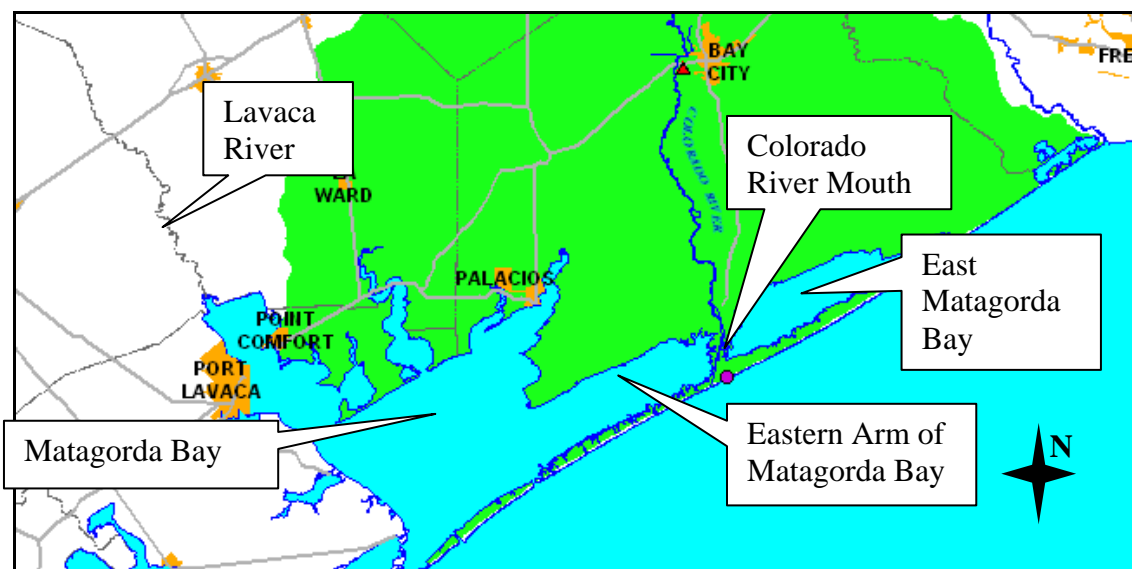 BAY
CITY
FRE
Lavaca
River
COLORADO RIVER
Colorado
River Mouth
WARD
East
Matagorda
Bay
PALACIOS
POINT
COMFORT
PORT
LAVACA
Matagorda Bay
Eastern Arm of
Matagorda Bay
N